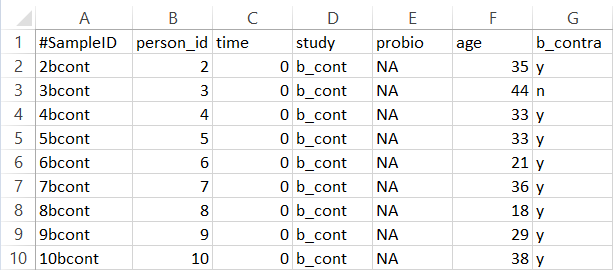 A B C D E F G
1 #SampleID person_id time study probio age b_contra
2 2bcont 2 0 b_cont NA 35 y
3 3bcont 3 0 b_cont NA 44 n
4 4bcont 4 0 b_cont NA 33 y
5 5bcont 5 0 b_cont NA 33 y
6 6bcont 6 0 b_cont NA 21 y
7 7bcont 7 0 b_cont NA 36 y
8 8bcont 8 0 b_cont NA 18 y
9 9bcont 9 0 b_cont NA 29 y
10 10bcont 10 0 b_cont NA 38 y